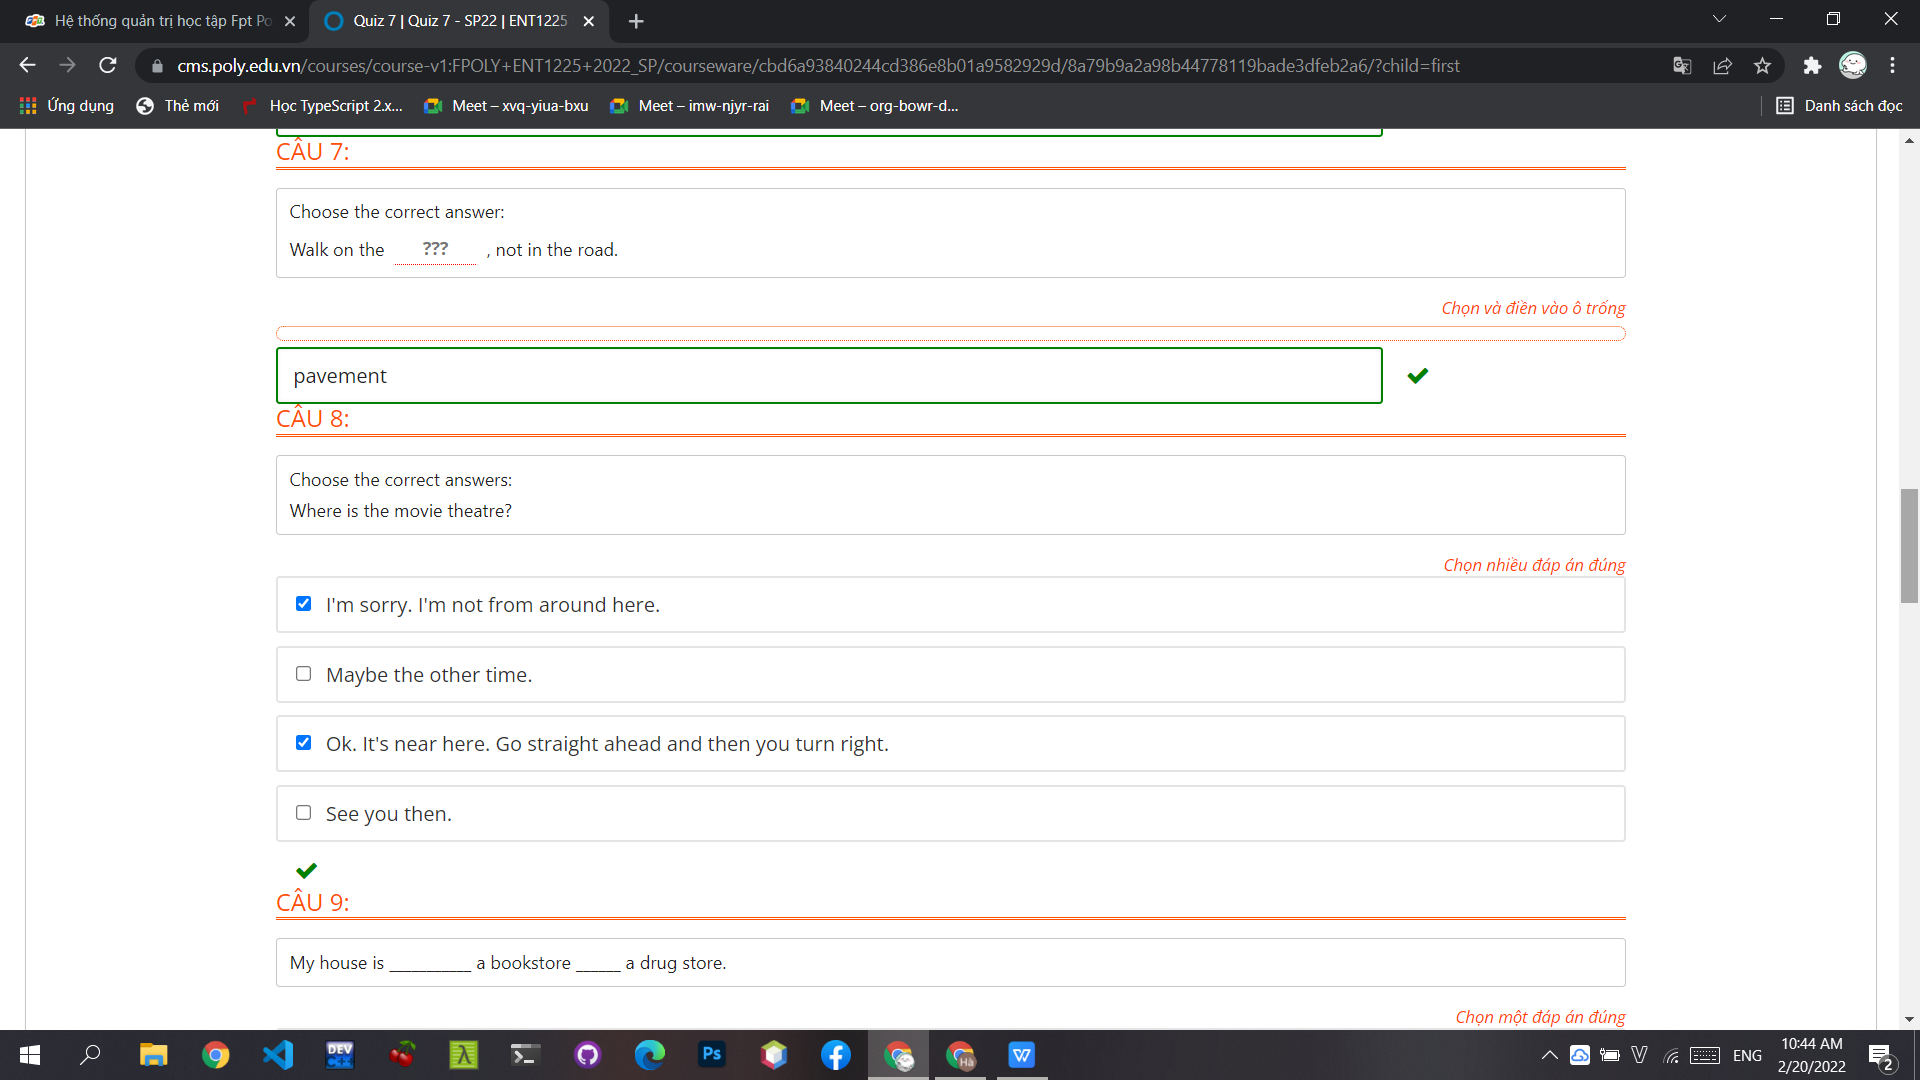 Hệ thống quản trị học tập Fpt Po
Quiz 7 | Quiz 7 - SP22 | ENT1225
cms.poly.edu.vn/courses/course-v1:FPOLY+ENT1225+2022_SP/courseware/cbd6a93840244cd386e8b01a9582929d/8a79b9a2a98b44778119bade3dfeb2a6/?child=first
Ứng dụng
Thẻ mới
Học TypeScript 2.x...
Meet – xvq-yiua-bxu
Meet – imw-njyr-rai
Meet – org-bowr-d...
Danh sách đọc
CÂU 7:
Choose the correct answer:
Walk on the ??? , not in the road.
Chọn và điền vào ô trống
pavement
CÂU 8:
Choose the correct answers:
Where is the movie theatre?
Chọn nhiều đáp án đúng
I'm sorry. I'm not from around here.
Maybe the other time.
Ok. It's near here. Go straight ahead and then you turn right.
See you then.
CÂU 9:
My house is ___________ a bookstore ______ a drug store.
Chọn một đáp án đúng
DEV
C++
Ps
Hà
W
V
ENG
10:44 AM
2/20/2022
2